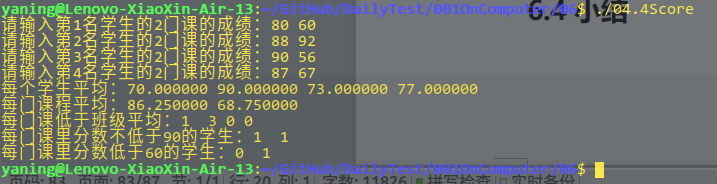 yaning@Lenovo-XiaoXin-Air-13:~/GitHub/DailyTest/001OnComputer/06$ ./04.4Score
6.4 小结
请输入第1名学生的2门课的成绩：80 60
请输入第2名学生的2门课的成绩：88 92
请输入第3名学生的2门课的成绩：90 56
请输入第4名学生的2门课的成绩：87 67
每个学生平均：70.000000 90.000000 73.000000 77.000000
每门课程平均：86.250000 68.750000
每门课低于班级平均：1  3 0 0
每门课里分数不低于90的学生：1  1
每门课里分数低于60的学生：0  1
yaning@Lenovo-XiaoXin-Air-13:~/GitHub/DailyTest/001OnComputer/06$
页码: 83 页面: 83/87 节: 1/1 行: 20 列: 1 字数: 11826 拼写检查 实时备份